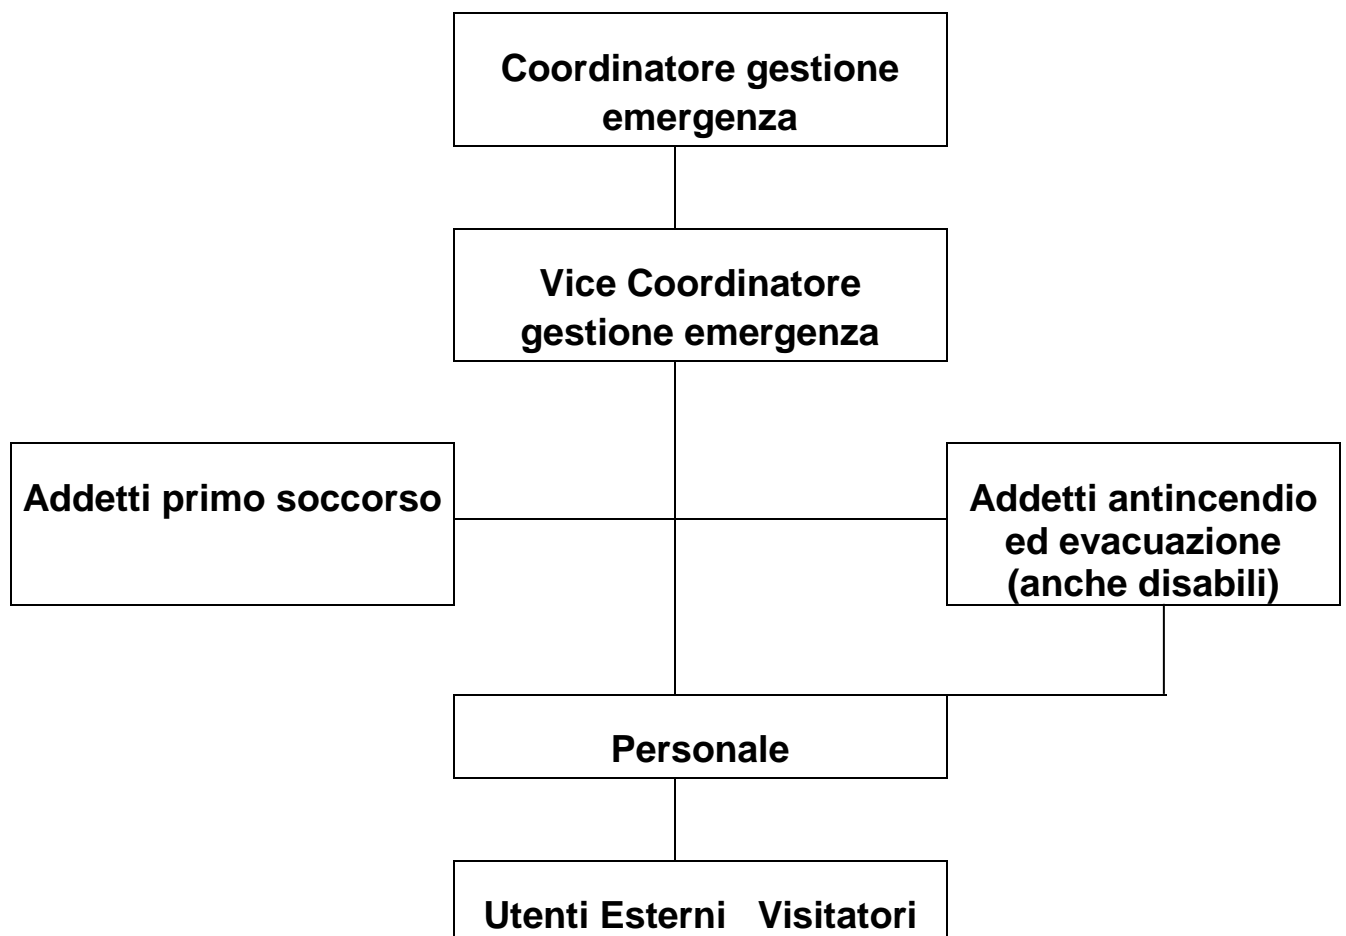 Coordinatore gestione
emergenza
Vice Coordinatore
gestione emergenza
Addetti primo soccorso
Addetti antincendio
ed evacuazione
(anche disabili)
Personale
Utenti Esterni   Visitatori